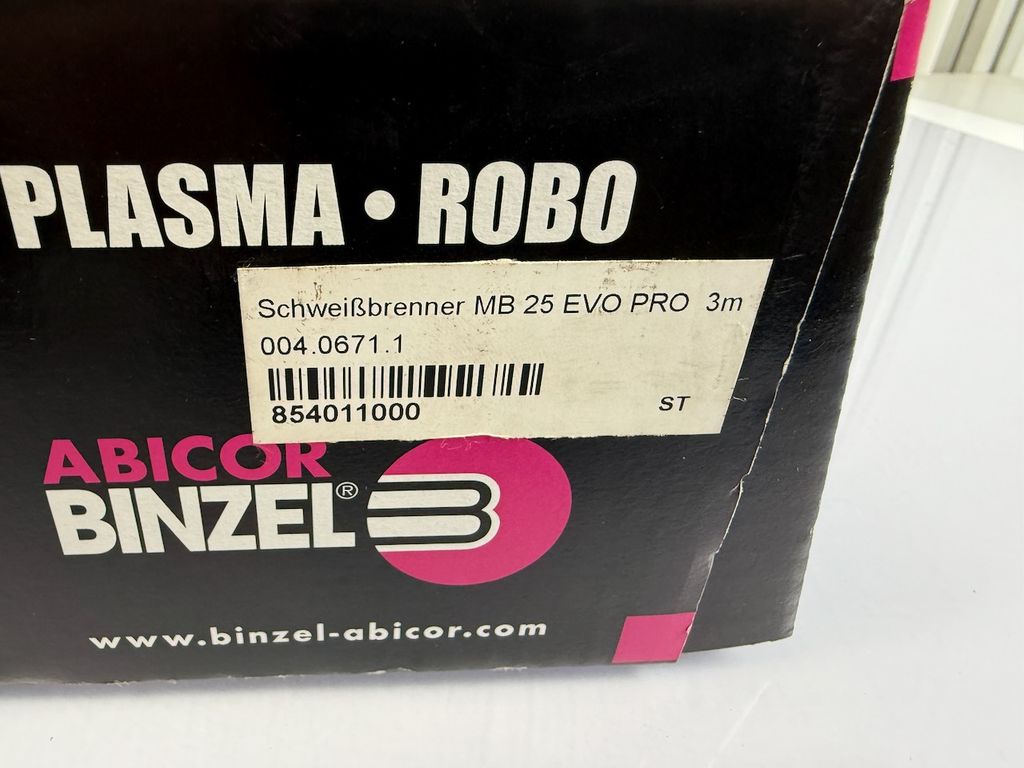 PLASMA • ROBO
Schweißbrenner MB 25 EVO PRO 3m
004.0671.1
854011000
ST
ABICOR
BINZEL®
www.binzel-abicor.com